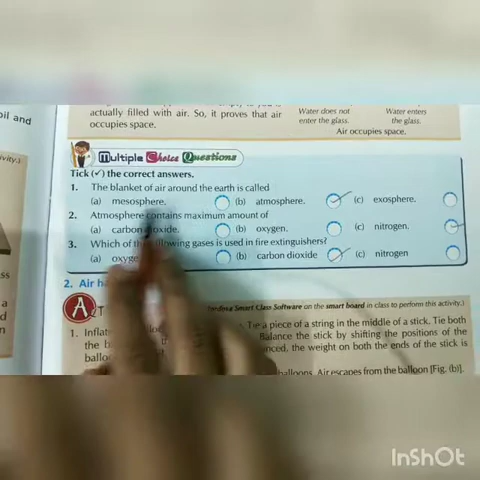 actually filled with air. So, it proves that air
occupies space.
Water does not
enter the glass.
Water enters
the glass.
Air occupies space.
oil and
Multiple Choice Questions
Tick (✓) the correct answers.
1. The blanket of air around the earth is called
(a) mesosphere. (b) atmosphere. (c) exosphere.
2. Atmosphere contains maximum amount of
(a) carbon dioxide. (b) oxygen. (c) nitrogen.
3. Which of the following gases is used in fire extinguishers?
(a) oxygen (b) carbon dioxide (c) nitrogen
2. Air
Smart Class Software on the smart board in class to perform this activity.)
1. Tie a piece of string in the middle of a stick. Tie both
the b Balance the stick by shifting the positions of the
the weight on both the ends of the stick is
balloons. Air escapes from the balloon [Fig. (b)].
InShOt